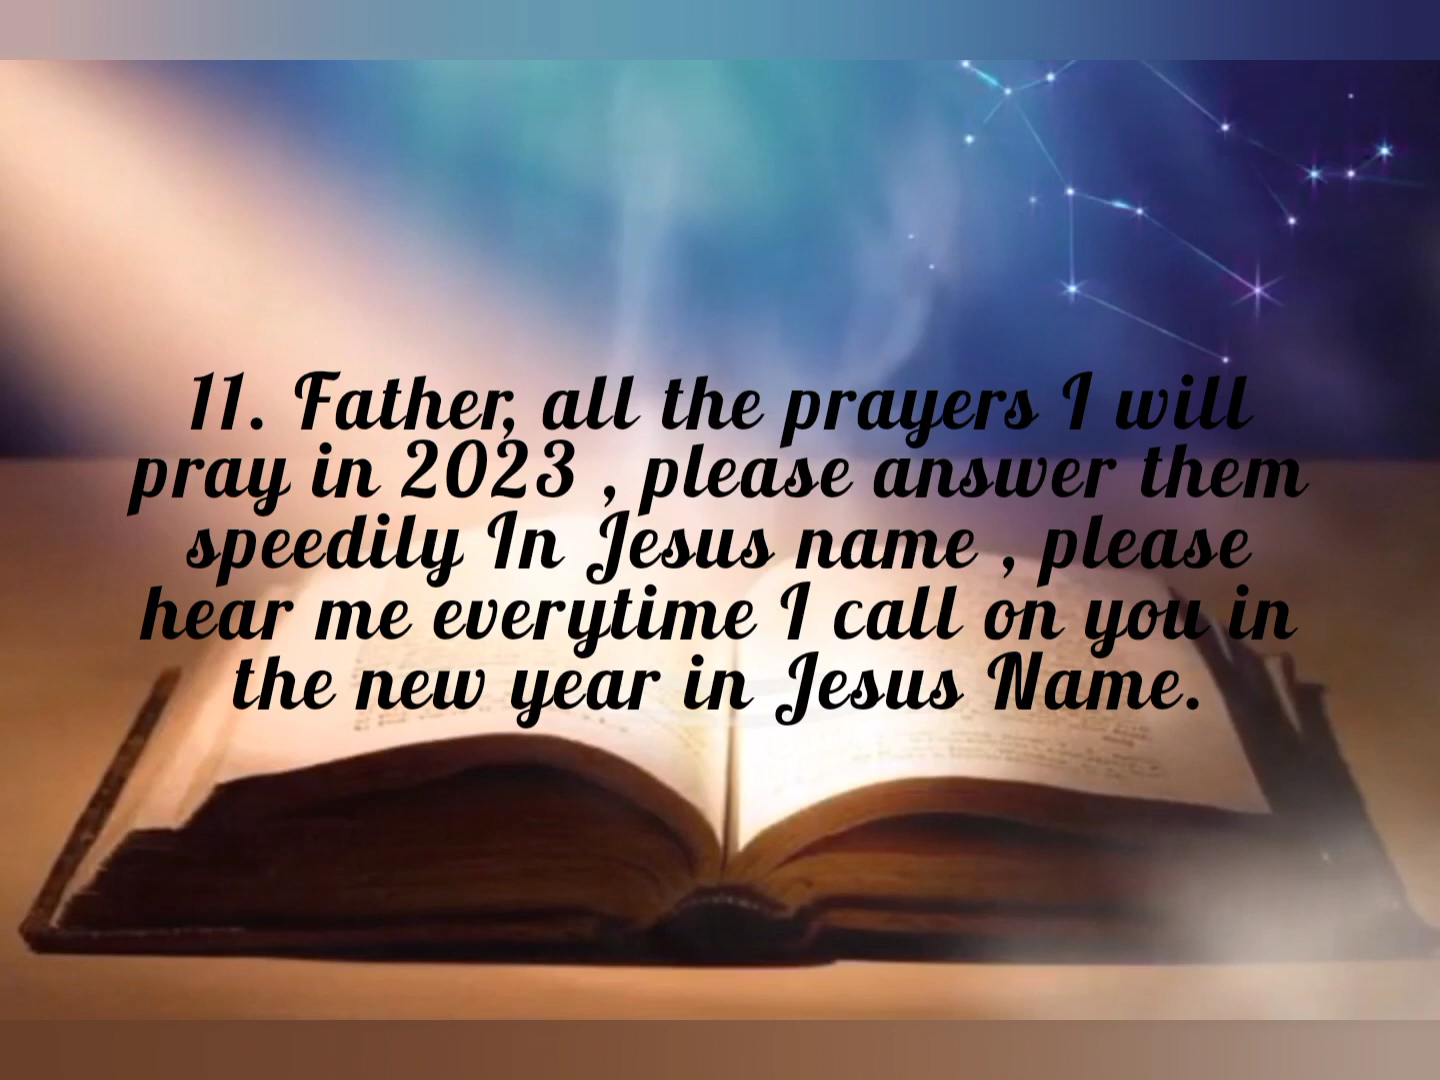 11. Father, all the prayers I will
pray in 2023 , please answer them
speedily In Jesus name , please
hear me everytime I call on you in
the new year in Jesus Name.